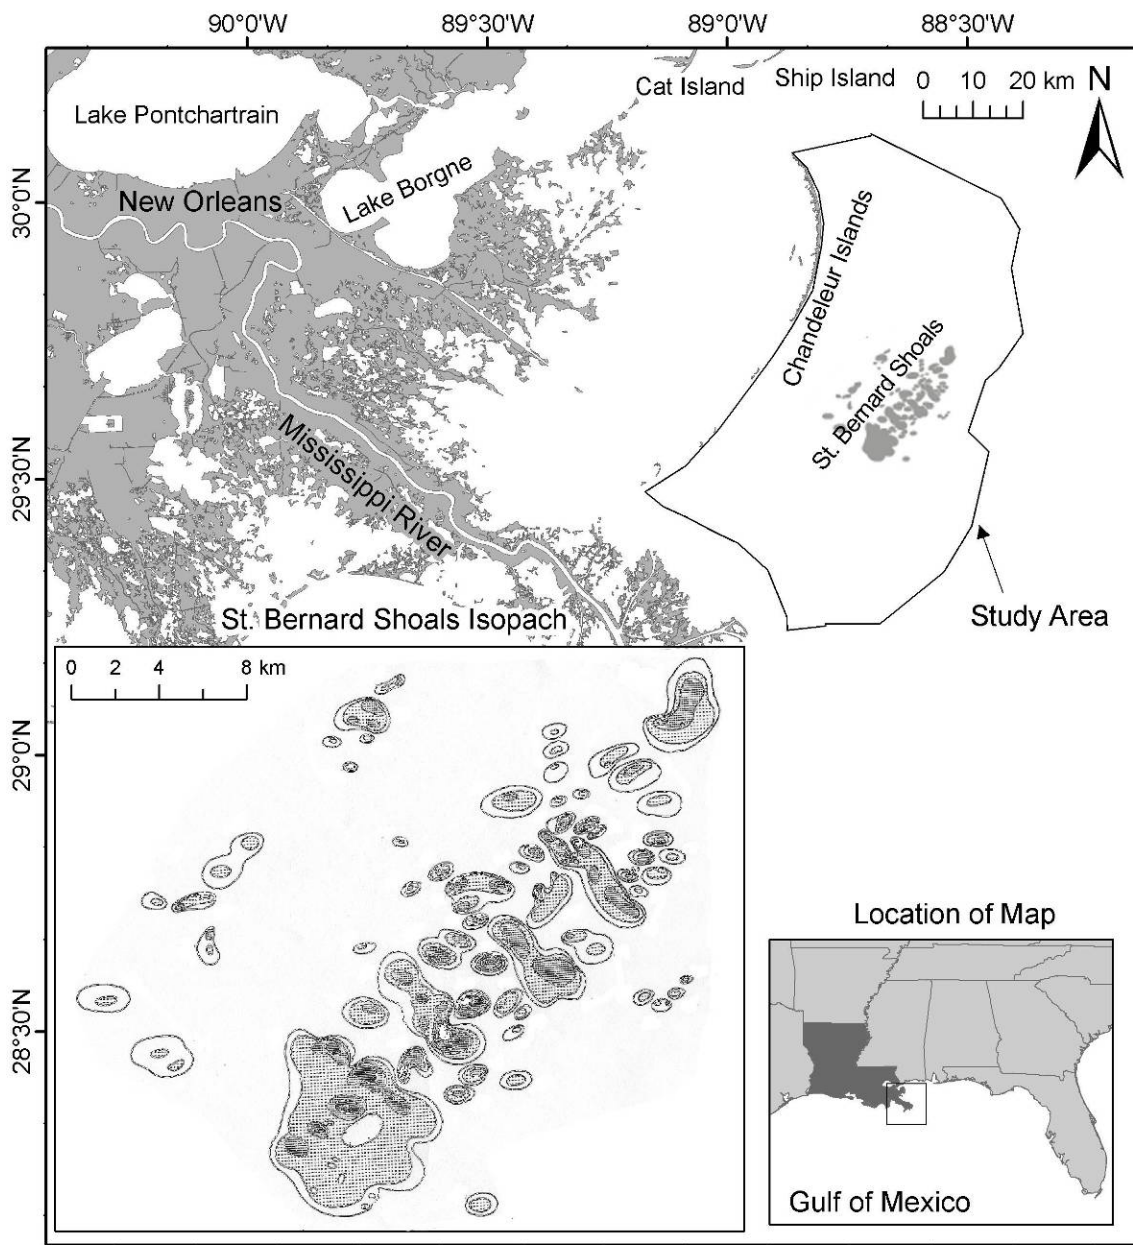 90°0'W 89°30'W 89°0'W 88°30'W
Ship Island
Cat Island
0 10 20 km
N
Lake Pontchartrain
Lake Borgne
New Orleans
30°0'N
Chandeleur Islands
St. Bernard Shoals
29°30'N
Mississippi River
Study Area
St. Bernard Shoals Isopach
0 2 4 8 km
29°0'N
28°30'N
Location of Map
Gulf of Mexico